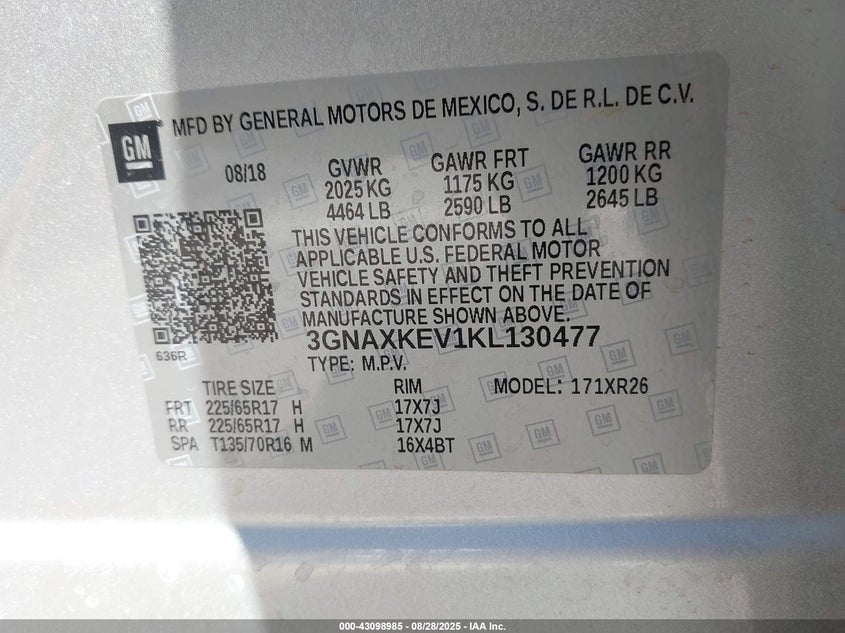 GM
MFD BY GENERAL MOTORS DE MEXICO, S. DE R.L. DE C.V.
08/18
GVWR
2025 KG
4464 LB
GAWR FRT
1175 KG
2590 LB
GAWR RR
1200 KG
2645 LB
THIS VEHICLE CONFORMS TO ALL
APPLICABLE U.S. FEDERAL MOTOR
VEHICLE SAFETY AND THEFT PREVENTION
STANDARDS IN EFFECT ON THE DATE OF
MANUFACTURE SHOWN ABOVE.
636R
3GNAXKEV1KL130477
TYPE: M.P.V.
TIRE SIZE RIM MODEL: 171XR26
FRT 225/65R17 H 17X7J
RR 225/65R17 H 17X7J
SPA T135/70R16 M 16X4BT
000-43098985 - 08/28/2025 - IAA Inc.